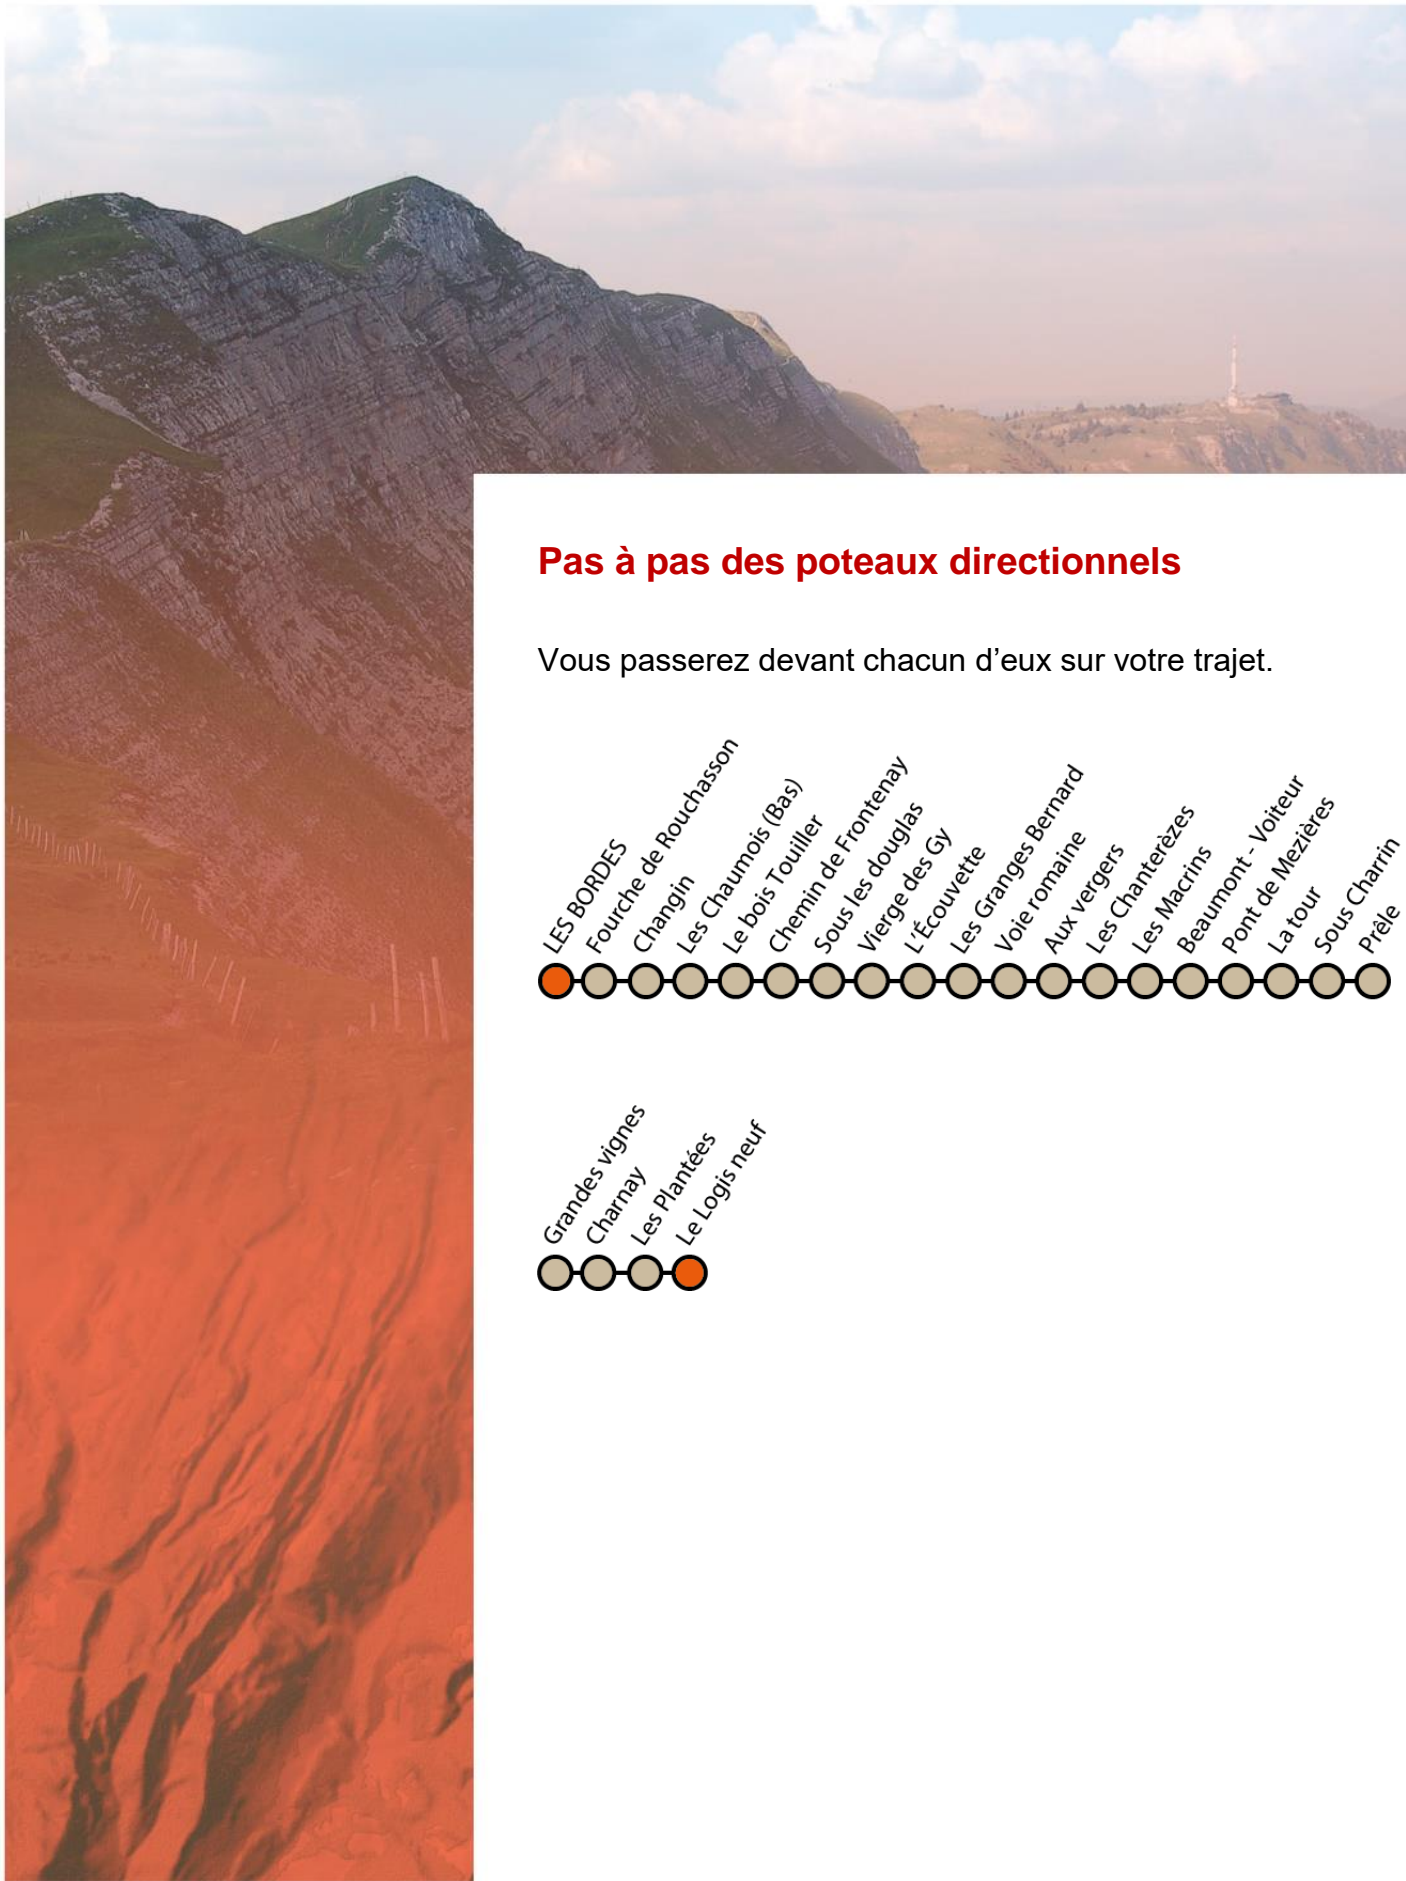 Pas à pas des poteaux directionnels
Vous passerez devant chacun d’eux sur votre trajet.
LES BORDES
Fourche de Rouchasson
Changin
Les Chaumois (Bas)
Le bois Touiller
Chemin de Frontenay
Sous les douglas
Vierge des Gy
L'Écouvette
Les Granges Bernard
Voie romaine
Aux vergers
Les Chanterèzes
Les Macrins
Beaumont - Voiteur
Pont de Mezières
La tour
Sous Charrin
Prêle
Grandes vignes
Charnay
Les Plantées
Le Logis neuf